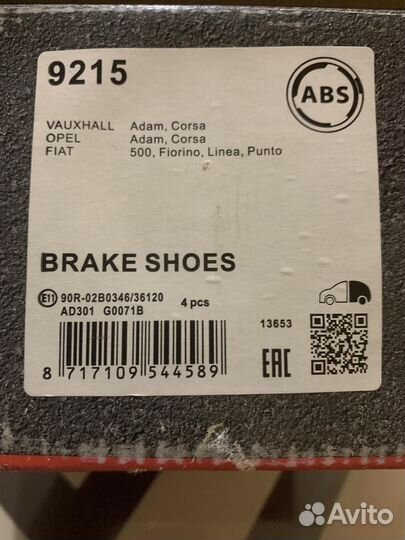 9215
ABS
VAUXHALL Adam, Corsa
OPEL Adam, Corsa
FIAT 500, Fiorino, Linea, Punto
BRAKE SHOES
E11 90R-02B0346/36120 4 pcs
AD301 G0071B
13653
EAC
8 717109 544589
Avito